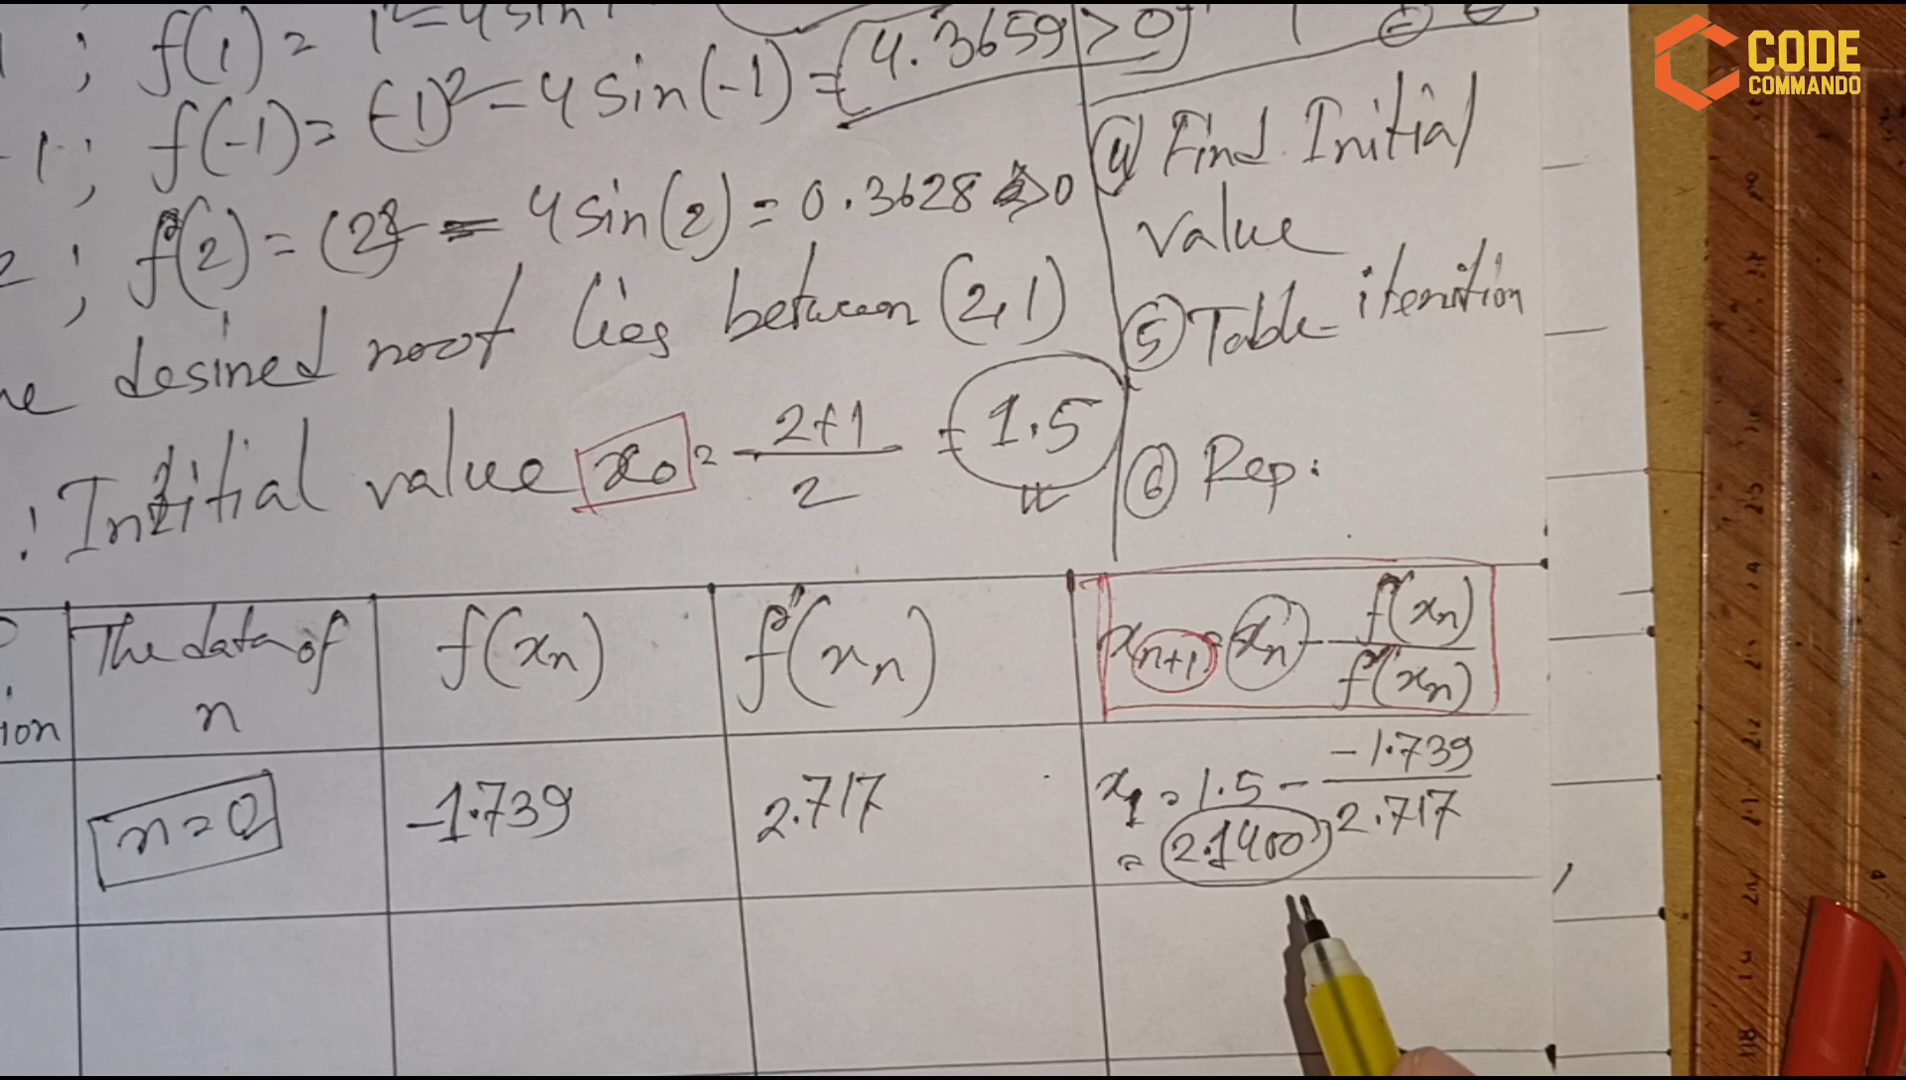 ; f(1) = 1² - 4 sin
CODE
COMMANDO
-1; f(-1) = (-1)² - 4 sin(-1) = 4.3659 > 0
2; f(2) = (2)² - 4 sin(2) = 0.3628 > 0
④ Find Initial
value
desired root lies between (2,1)
⑤ Table iteration
: Initial value x₀ = 2+1 / 2 = 1.5
⑥ Rep:
tion
The data of
n
f(xₙ)
f'(xₙ)
xₙ₊₁ = xₙ - f(xₙ) / f'(xₙ)
n = 0
-1.739
2.717
x₁ = 1.5 - -1.739 / 2.717
= 2.1400